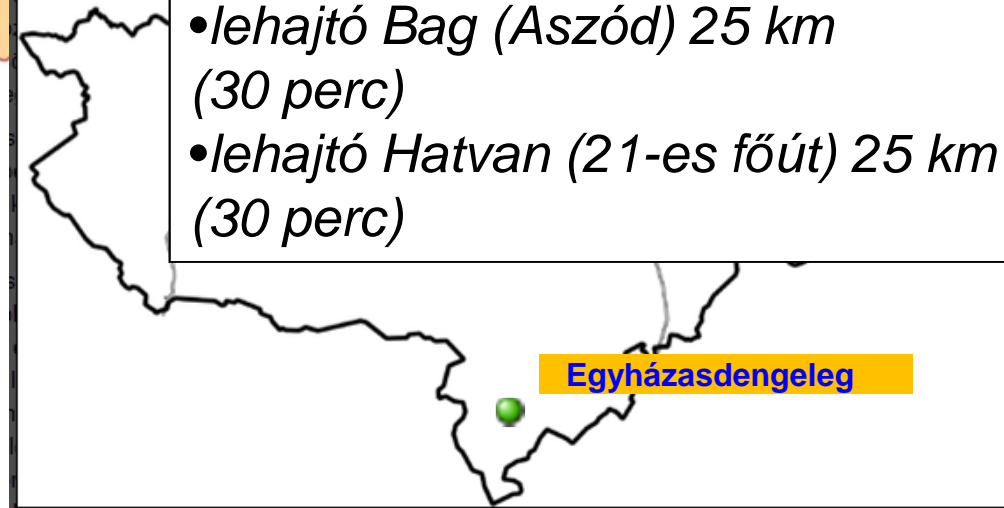 •lehajtó Bag (Aszód) 25 km
(30 perc)
•lehajtó Hatvan (21-es főút) 25 km
(30 perc)
Egyházasdengeleg